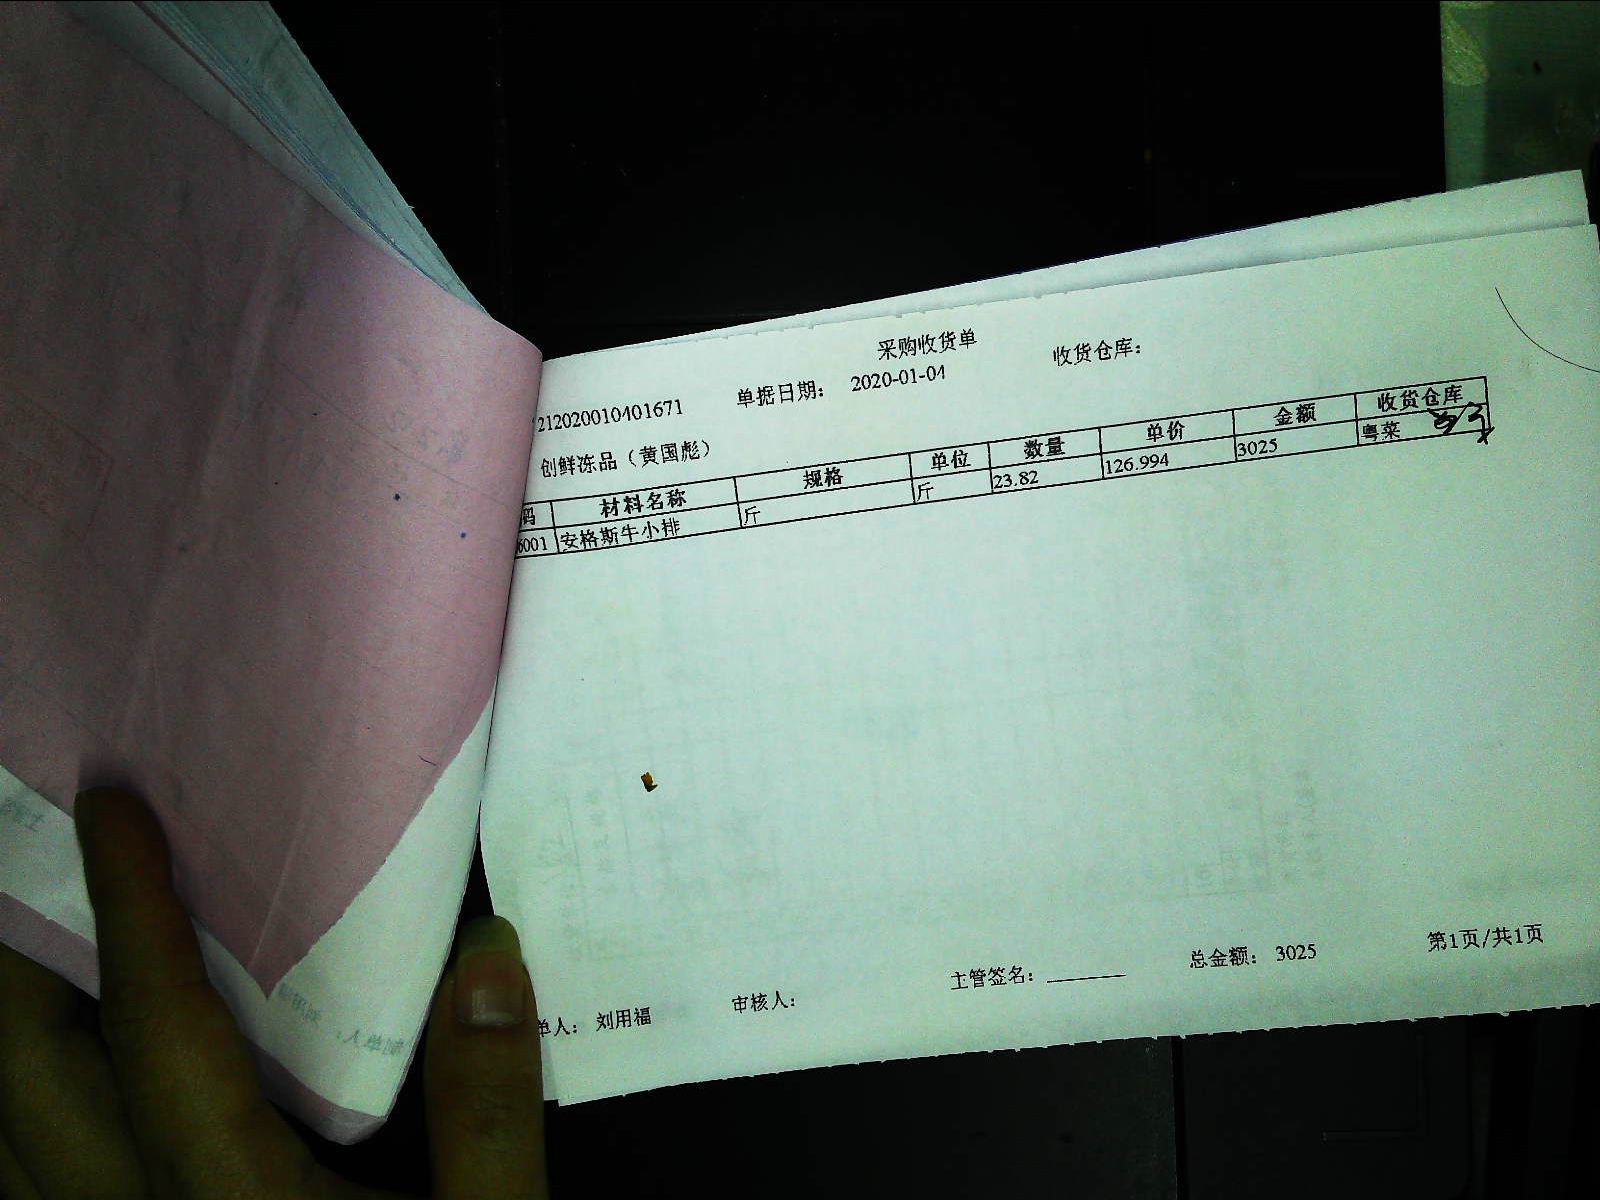 采购收货单
212020010401671 单据日期： 2020-01-04 收货仓库：
创鲜冻品（黄国彪）
码 材料名称 规格 单位 数量 单价 金额 收货仓库
6001 安格斯牛小排 斤 斤 23.82 126.994 3025 粤菜
单人： 刘用福 审核人： 主管签名： 总金额： 3025 第1页/共1页
制单人：